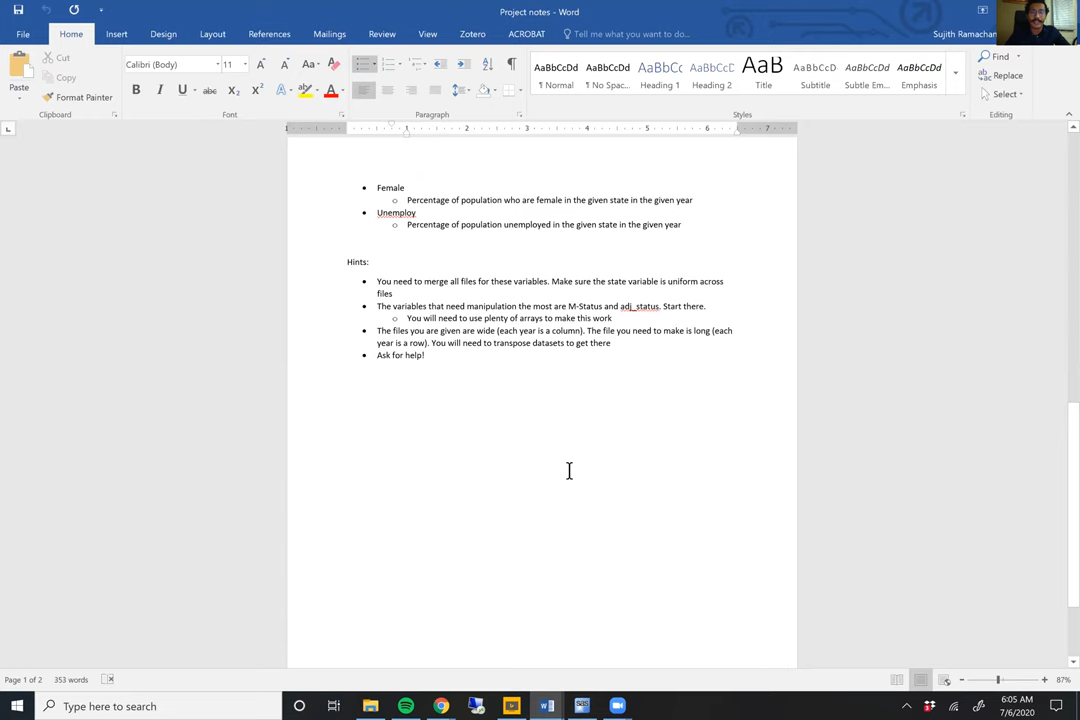 Project notes - Word
File Home Insert Design Layout References Mailings Review View Zotero ACROBAT Tell me what you want to do... Sujith Ramachan
Paste
Cut
Copy
Format Painter
Clipboard
Calibri (Body) 11
Font
Paragraph
AaBbCcDd ¶ Normal
AaBbCcDd ¶ No Spac...
AaBbCc Heading 1
AaBbCcD Heading 2
AaB Title
AaBbCcD Subtitle
AaBbCcDd Subtle Em...
AaBbCcDd Emphasis
Styles
Find
Replace
Select
Editing
1 1 2 3 4 5 6 7
• Female
o Percentage of population who are female in the given state in the given year
• Unemploy
o Percentage of population unemployed in the given state in the given year
Hints:
• You need to merge all files for these variables. Make sure the state variable is uniform across
files
• The variables that need manipulation the most are M-Status and adj_status. Start there.
o You will need to use plenty of arrays to make this work
• The files you are given are wide (each year is a column). The file you need to make is long (each
year is a row). You will need to transpose datasets to get there
• Ask for help!
Page 1 of 2 353 words 87%
Type here to search
6:05 AM
7/6/2020